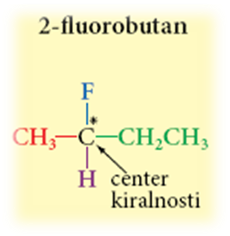 2-fluorobutan
F
CH₃—C*—CH₂CH₃
H center
kiralnosti